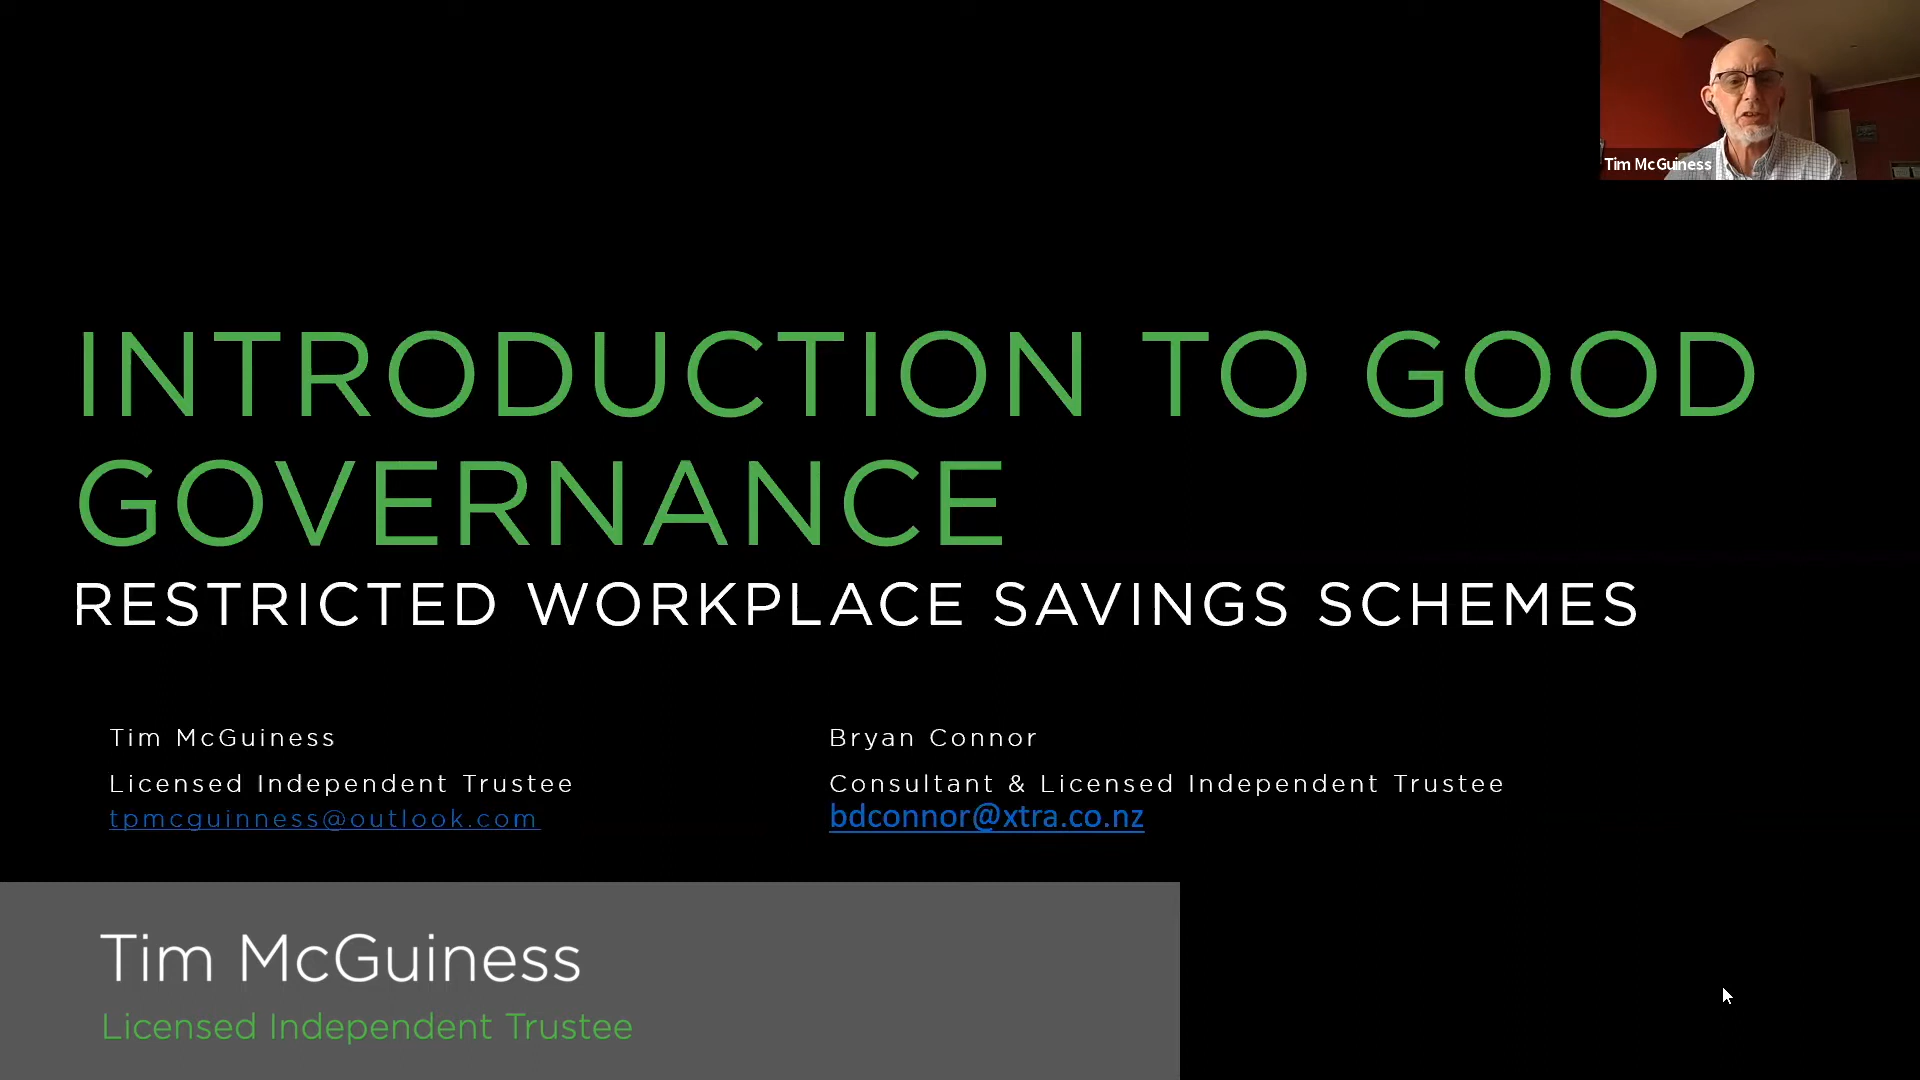 Tim McGuiness
INTRODUCTION TO GOOD
GOVERNANCE
RESTRICTED WORKPLACE SAVINGS SCHEMES
Tim McGuiness
Licensed Independent Trustee
tpmcguinness@outlook.com
Bryan Connor
Consultant & Licensed Independent Trustee
bdconnor@xtra.co.nz
Tim McGuiness
Licensed Independent Trustee